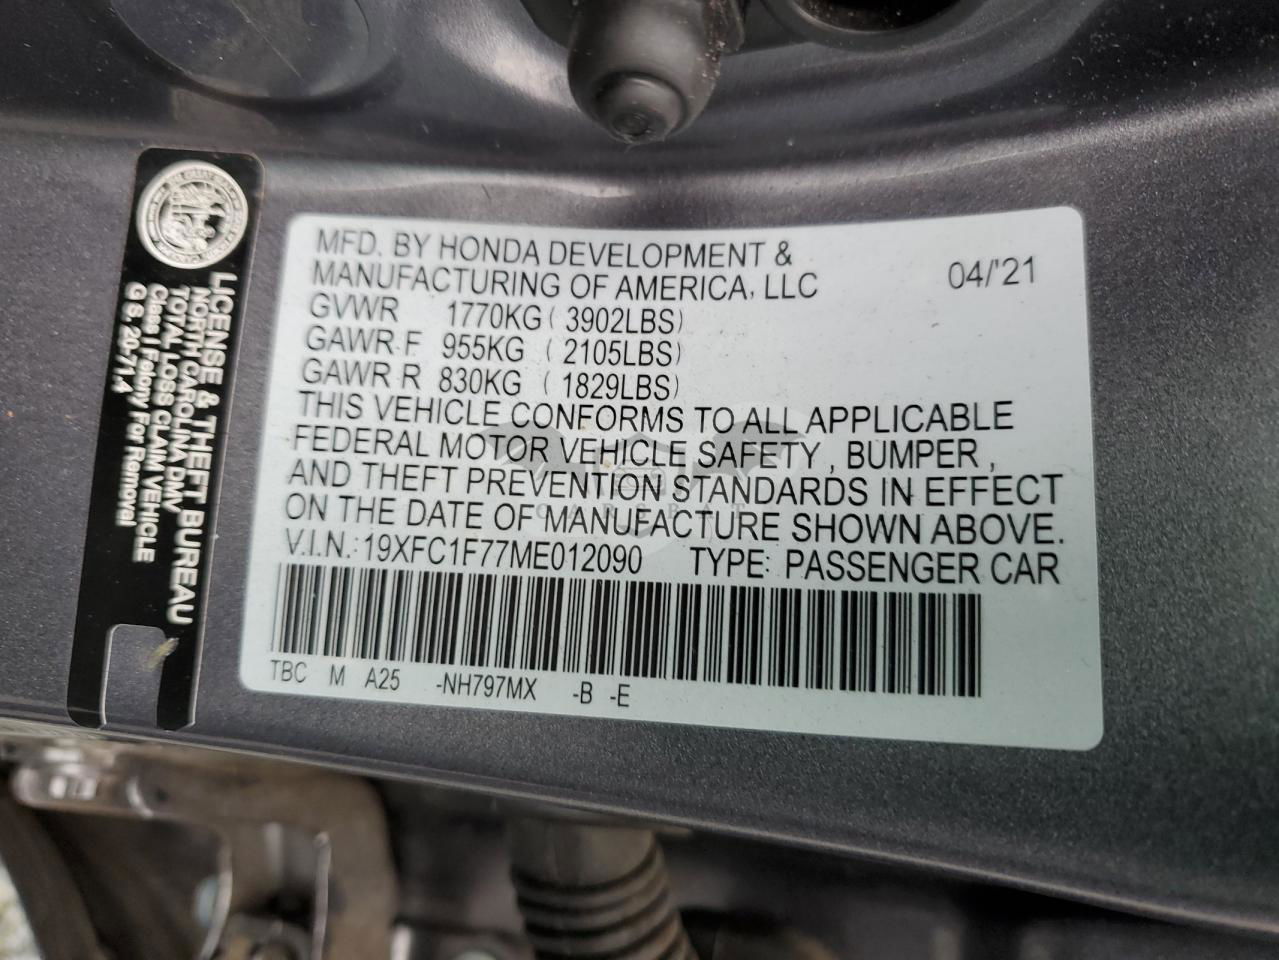 MFD. BY HONDA DEVELOPMENT &
MANUFACTURING OF AMERICA, LLC
04/'21
GVWR 1770KG ( 3902LBS)
GAWR F 955KG ( 2105LBS)
GAWR R 830KG ( 1829LBS)
THIS VEHICLE CONFORMS TO ALL APPLICABLE
FEDERAL MOTOR VEHICLE SAFETY , BUMPER ,
AND THEFT PREVENTION STANDARDS IN EFFECT
ON THE DATE OF MANUFACTURE SHOWN ABOVE.
V.I.N.: 19XFC1F77ME012090 TYPE: PASSENGER CAR
TBC M A25 -NH797MX -B -E
LICENSE & THEFT BUREAU
NORTH CAROLINA DMV
TOTAL LOSS CLAIM VEHICLE
Class I Felony For Removal
G.S. 20-71.4